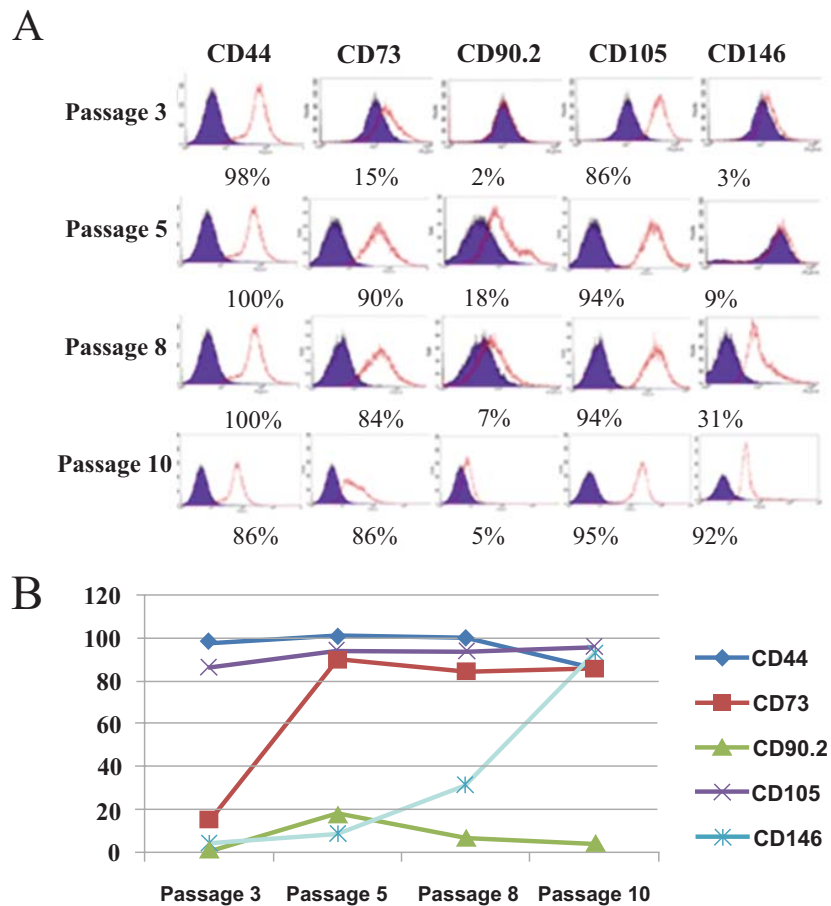 A
CD44 CD73 CD90.2 CD105 CD146
Passage 3
98% 15% 2% 86% 3%
Passage 5
100% 90% 18% 94% 9%
Passage 8
100% 84% 7% 94% 31%
Passage 10
86% 86% 5% 95% 92%
B
120
100
80
60
40
20
0
Passage 3 Passage 5 Passage 8 Passage 10
CD44
CD73
CD90.2
CD105
CD146